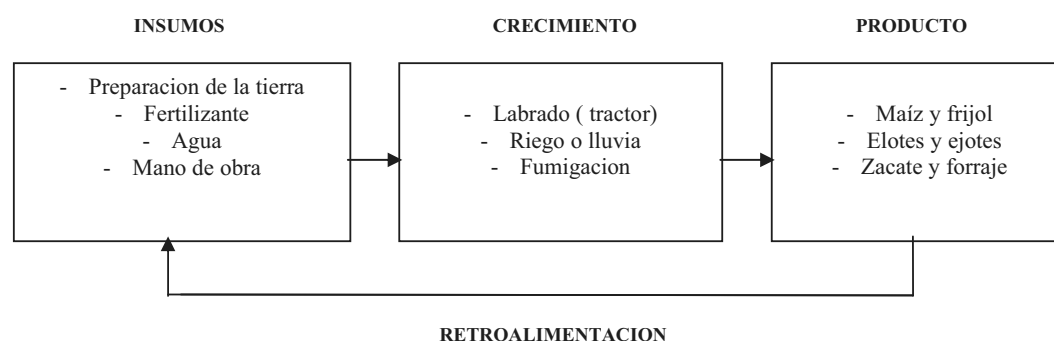 INSUMOS
- Preparacion de la tierra
- Fertilizante
- Agua
- Mano de obra
CRECIMIENTO
- Labrado ( tractor)
- Riego o lluvia
- Fumigacion
PRODUCTO
- Maíz y frijol
- Elotes y ejotes
- Zacate y forraje
RETROALIMENTACION